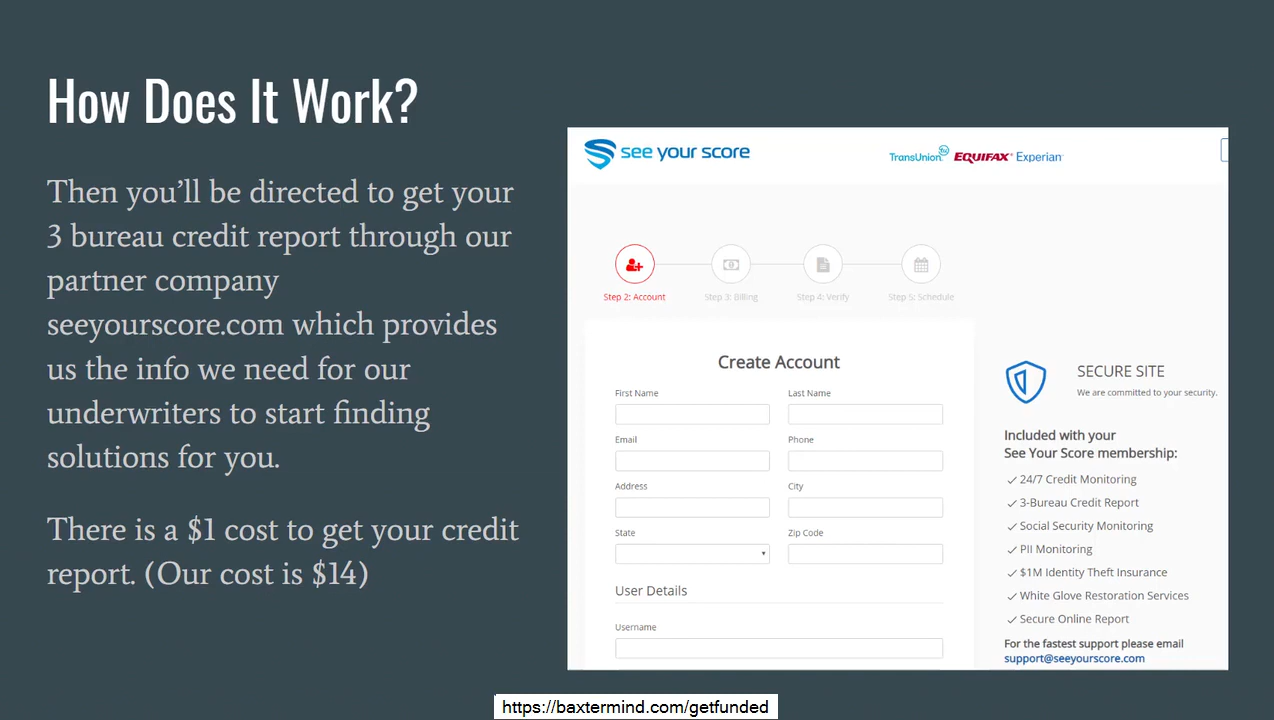 How Does It Work?
Then you'll be directed to get your
3 bureau credit report through our
partner company
seeyourscore.com which provides
us the info we need for our
underwriters to start finding
solutions for you.
There is a $1 cost to get your credit
report. (Our cost is $14)
see your score
TransUnion tu EQUIFAX Experian
Step 2: Account
Step 3: Billing
Step 4: Verify
Step 5: Schedule
Create Account
First Name
Last Name
Email
Phone
Address
City
State
Zip Code
User Details
Username
SECURE SITE
We are committed to your security.
Included with your
See Your Score membership:
24/7 Credit Monitoring
3-Bureau Credit Report
Social Security Monitoring
PII Monitoring
$1M Identity Theft Insurance
White Glove Restoration Services
Secure Online Report
For the fastest support please email
support@seeyourscore.com
https://baxtermind.com/getfunded